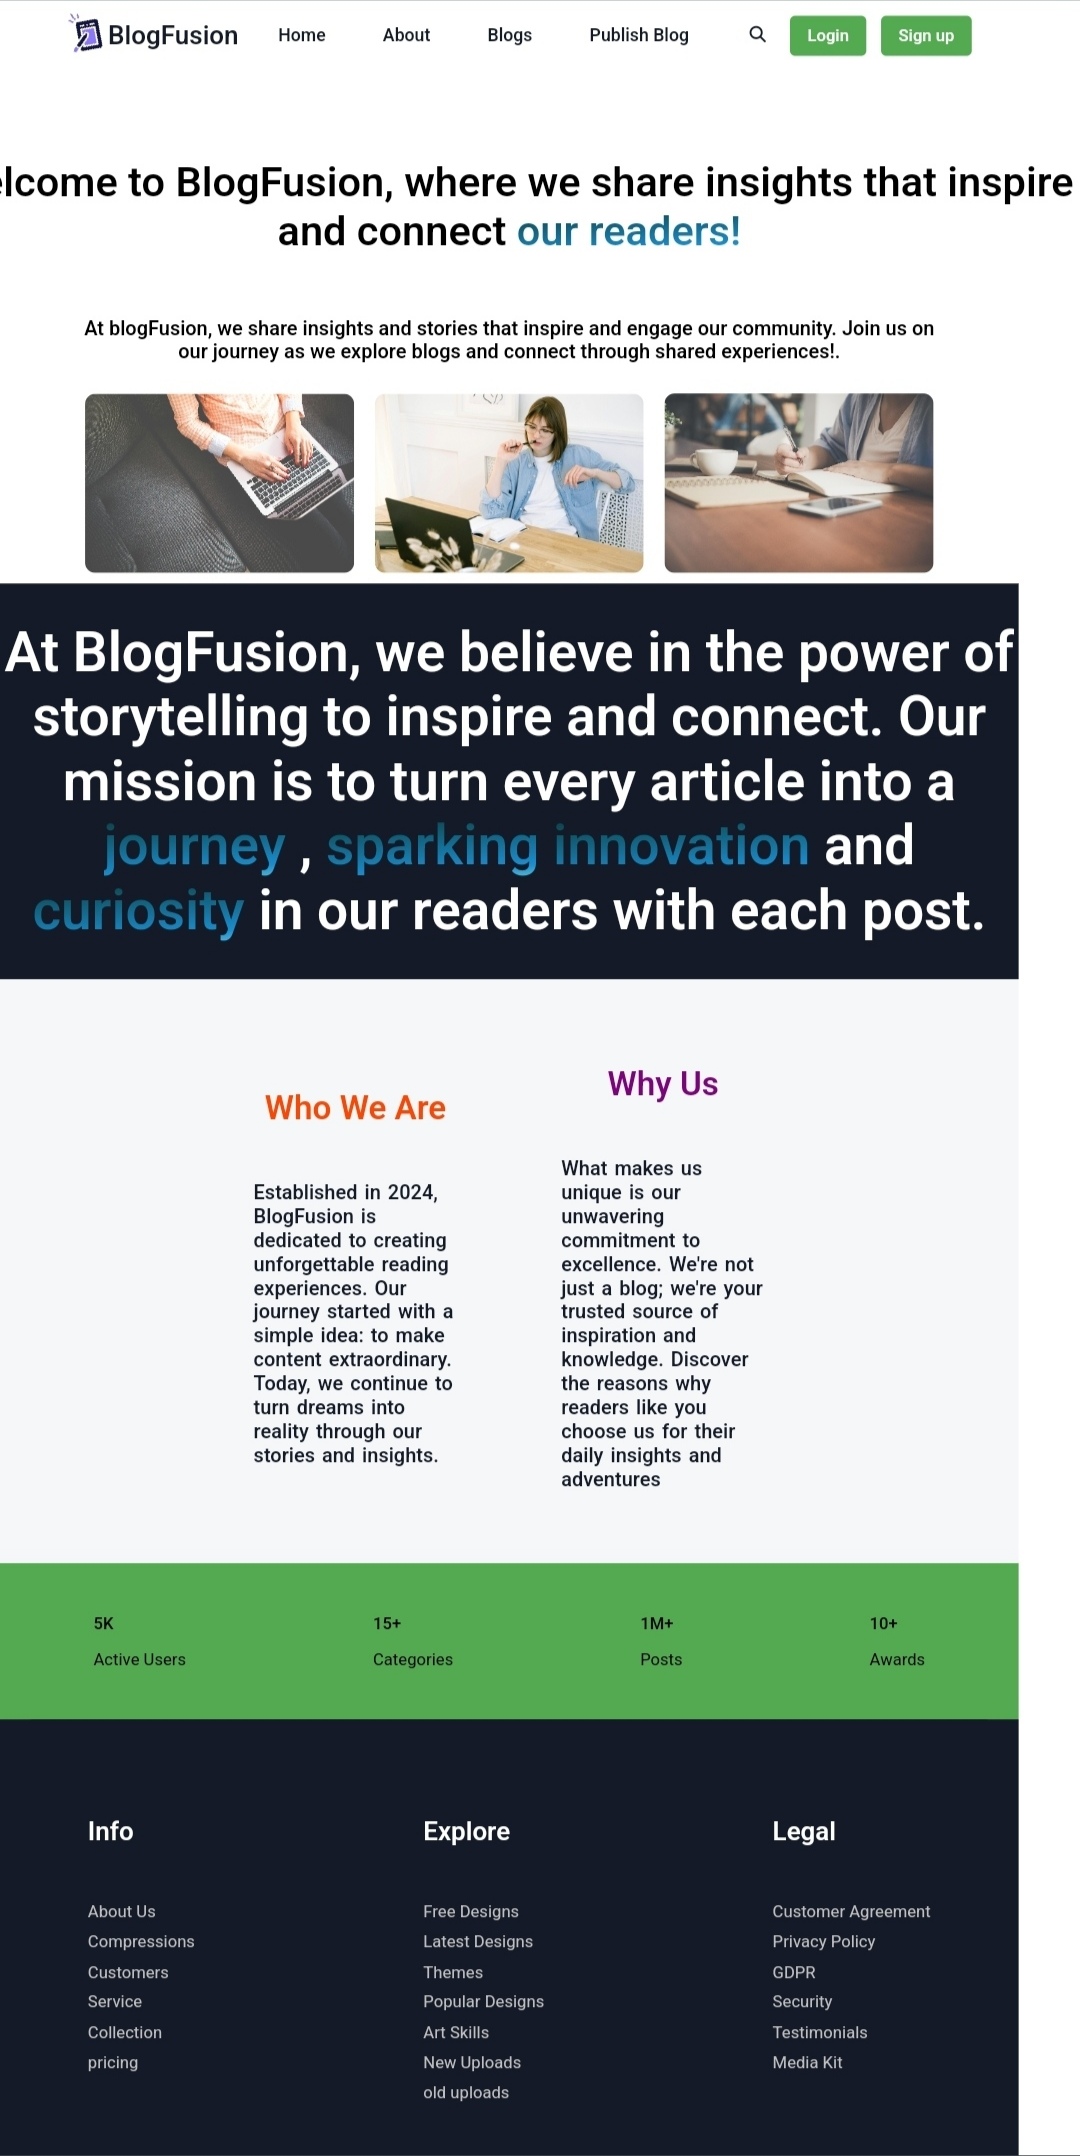 BlogFusion Home About Blogs Publish Blog Login Sign up
elcome to BlogFusion, where we share insights that inspire
and connect our readers!
At blogFusion, we share insights and stories that inspire and engage our community. Join us on
our journey as we explore blogs and connect through shared experiences!.
At BlogFusion, we believe in the power of
storytelling to inspire and connect. Our
mission is to turn every article into a
journey , sparking innovation and
curiosity in our readers with each post.
Who We Are
Established in 2024,
BlogFusion is
dedicated to creating
unforgettable reading
experiences. Our
journey started with a
simple idea: to make
content extraordinary.
Today, we continue to
turn dreams into
reality through our
stories and insights.
Why Us
What makes us
unique is our
unwavering
commitment to
excellence. We're not
just a blog; we're your
trusted source of
inspiration and
knowledge. Discover
the reasons why
readers like you
choose us for their
daily insights and
adventures
5K
Active Users
15+
Categories
1M+
Posts
10+
Awards
Info
About Us
Compressions
Customers
Service
Collection
pricing
Explore
Free Designs
Latest Designs
Themes
Popular Designs
Art Skills
New Uploads
old uploads
Legal
Customer Agreement
Privacy Policy
GDPR
Security
Testimonials
Media Kit